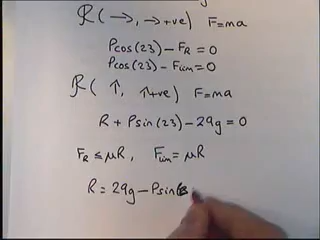 R(→, →+ve) F=ma
Pcos(23) – F_R = 0
Pcos(23) – F_Lim = 0
R(↑, ↑+ve) F=ma
R + Psin(23) – 29g = 0
F_R ≤ μR, F_Lim = μR
R = 29g – Psin(